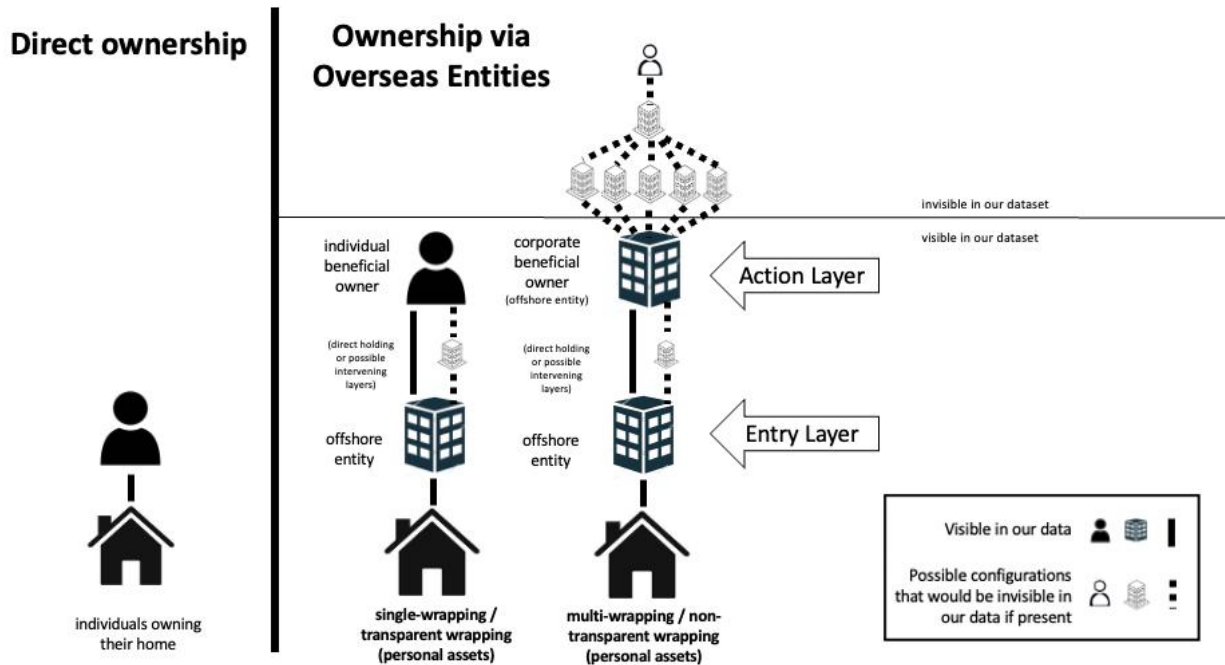 Direct ownership
Ownership via
Overseas Entities
invisible in our dataset
visible in our dataset
individual
beneficial
owner
corporate
beneficial
owner
(offshore entity)
Action Layer
(direct holding
or possible
intervening
layers)
(direct holding
or possible
intervening
layers)
offshore
entity
offshore
entity
Entry Layer
individuals owning
their home
single-wrapping /
transparent wrapping
(personal assets)
multi-wrapping / non-
transparent wrapping
(personal assets)
Visible in our data
Possible configurations
that would be invisible in
our data if present